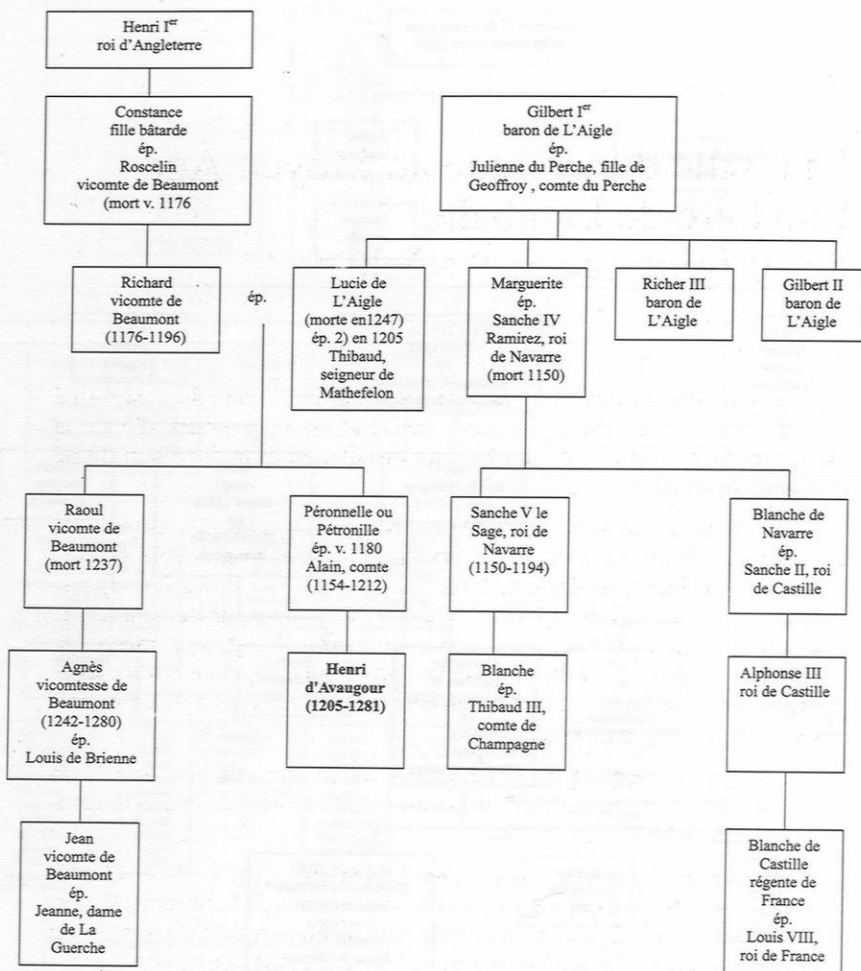 Henri Ier
roi d'Angleterre
Constance
fille bâtarde
ép.
Roscelin
vicomte de Beaumont
(mort v. 1176
Gilbert Ier
baron de L'Aigle
ép.
Julienne du Perche, fille de
Geoffroy , comte du Perche
Richard
vicomte de
Beaumont
(1176-1196)
ép.
Lucie de
L'Aigle
(morte en1247)
ép. 2) en 1205
Thibaud,
seigneur de
Mathefelon
Marguerite
ép.
Sanche IV
Ramirez, roi
de Navarre
(mort 1150)
Richer III
baron de
L'Aigle
Gilbert II
baron de
L'Aigle
Raoul
vicomte de
Beaumont
(mort 1237)
Péronnelle ou
Pétronille
ép. v. 1180
Alain, comte
(1154-1212)
Sanche V le
Sage, roi de
Navarre
(1150-1194)
Blanche de
Navarre
ép.
Sanche II, roi
de Castille
Agnès
vicomtesse de
Beaumont
(1242-1280)
ép.
Louis de Brienne
Henri
d'Avaugour
(1205-1281)
Blanche
ép.
Thibaud III,
comte de
Champagne
Alphonse III
roi de Castille
Jean
vicomte de
Beaumont
ép.
Jeanne, dame
de La
Guerche
Blanche de
Castille
régente de
France
ép.
Louis VIII,
roi de France